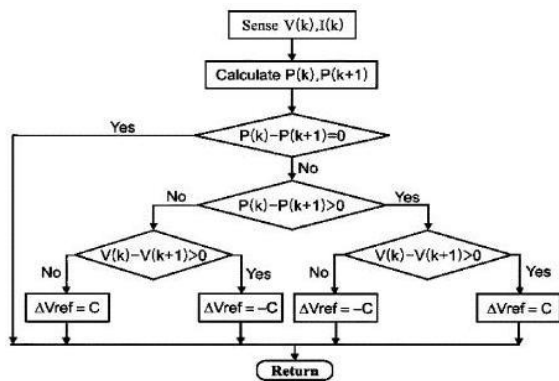 Sense V(k),I(k)
Calculate P(k),P(k+1)
Yes
P(k)-P(k+1)=0
No
No
P(k)-P(k+1)>0
Yes
V(k)-V(k+1)>0
V(k)-V(k+1)>0
No
Yes
No
Yes
ΔVref = C
ΔVref = -C
ΔVref = -C
ΔVref = C
Return